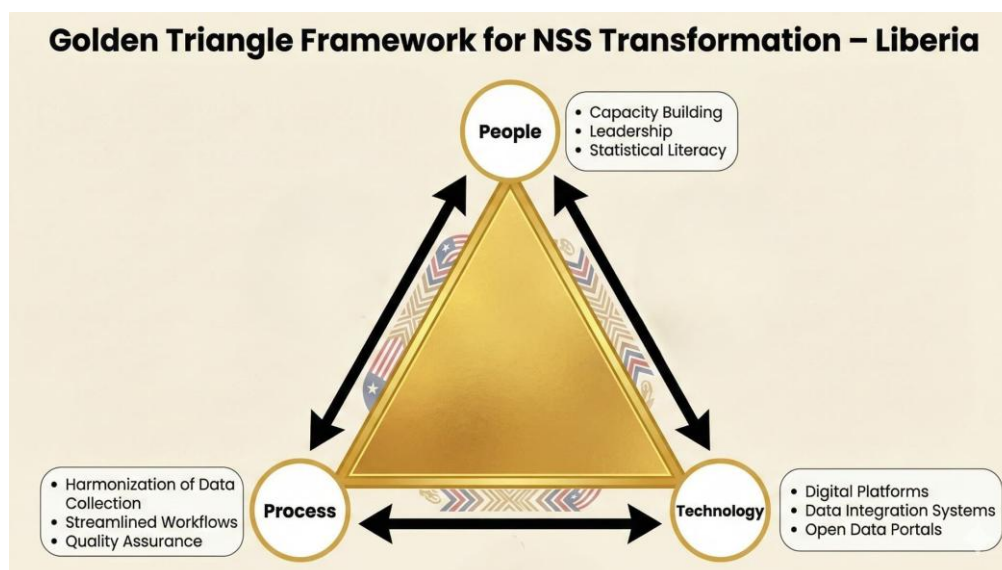 Golden Triangle Framework for NSS Transformation – Liberia
People
• Capacity Building
• Leadership
• Statistical Literacy
• Harmonization of Data
Collection
• Streamlined Workflows
• Quality Assurance
Process
Technology
• Digital Platforms
• Data Integration Systems
• Open Data Portals